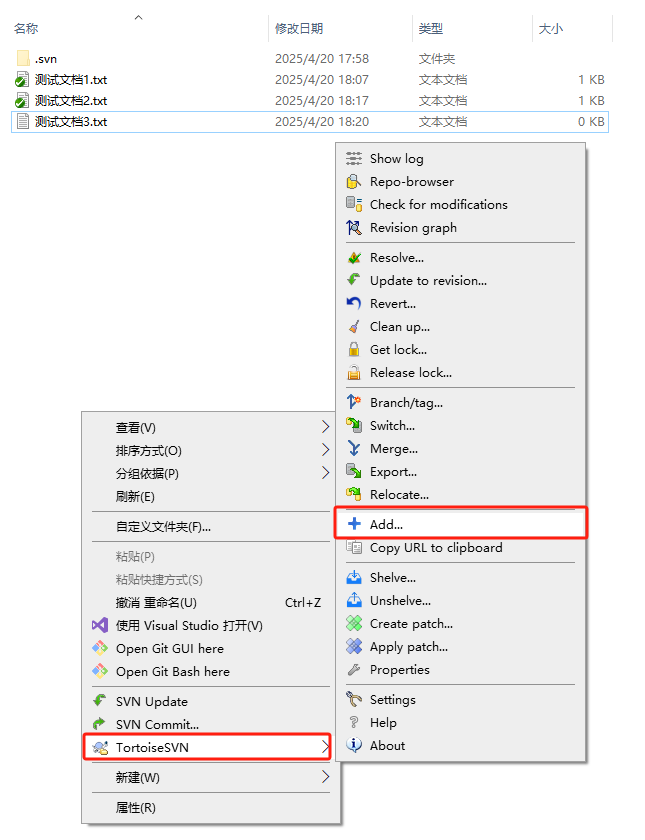 名称 修改日期 类型 大小
.svn 2025/4/20 17:58 文件夹
测试文档1.txt 2025/4/20 18:07 文本文档 1 KB
测试文档2.txt 2025/4/20 18:17 文本文档 1 KB
测试文档3.txt 2025/4/20 18:20 文本文档 0 KB
Show log
Repo-browser
Check for modifications
Revision graph
Resolve...
Update to revision...
Revert...
Clean up...
Get lock...
Release lock...
Branch/tag...
Switch...
Merge...
Export...
Relocate...
Add...
Copy URL to clipboard
Shelve...
Unshelve...
Create patch...
Apply patch...
Properties
Settings
Help
About
查看(V)
排序方式(O)
分组依据(P)
刷新(E)
自定义文件夹(F)...
粘贴(P)
粘贴快捷方式(S)
撤消 重命名(U) Ctrl+Z
使用 Visual Studio 打开(V)
Open Git GUI here
Open Git Bash here
SVN Update
SVN Commit...
TortoiseSVN
新建(W)
属性(R)